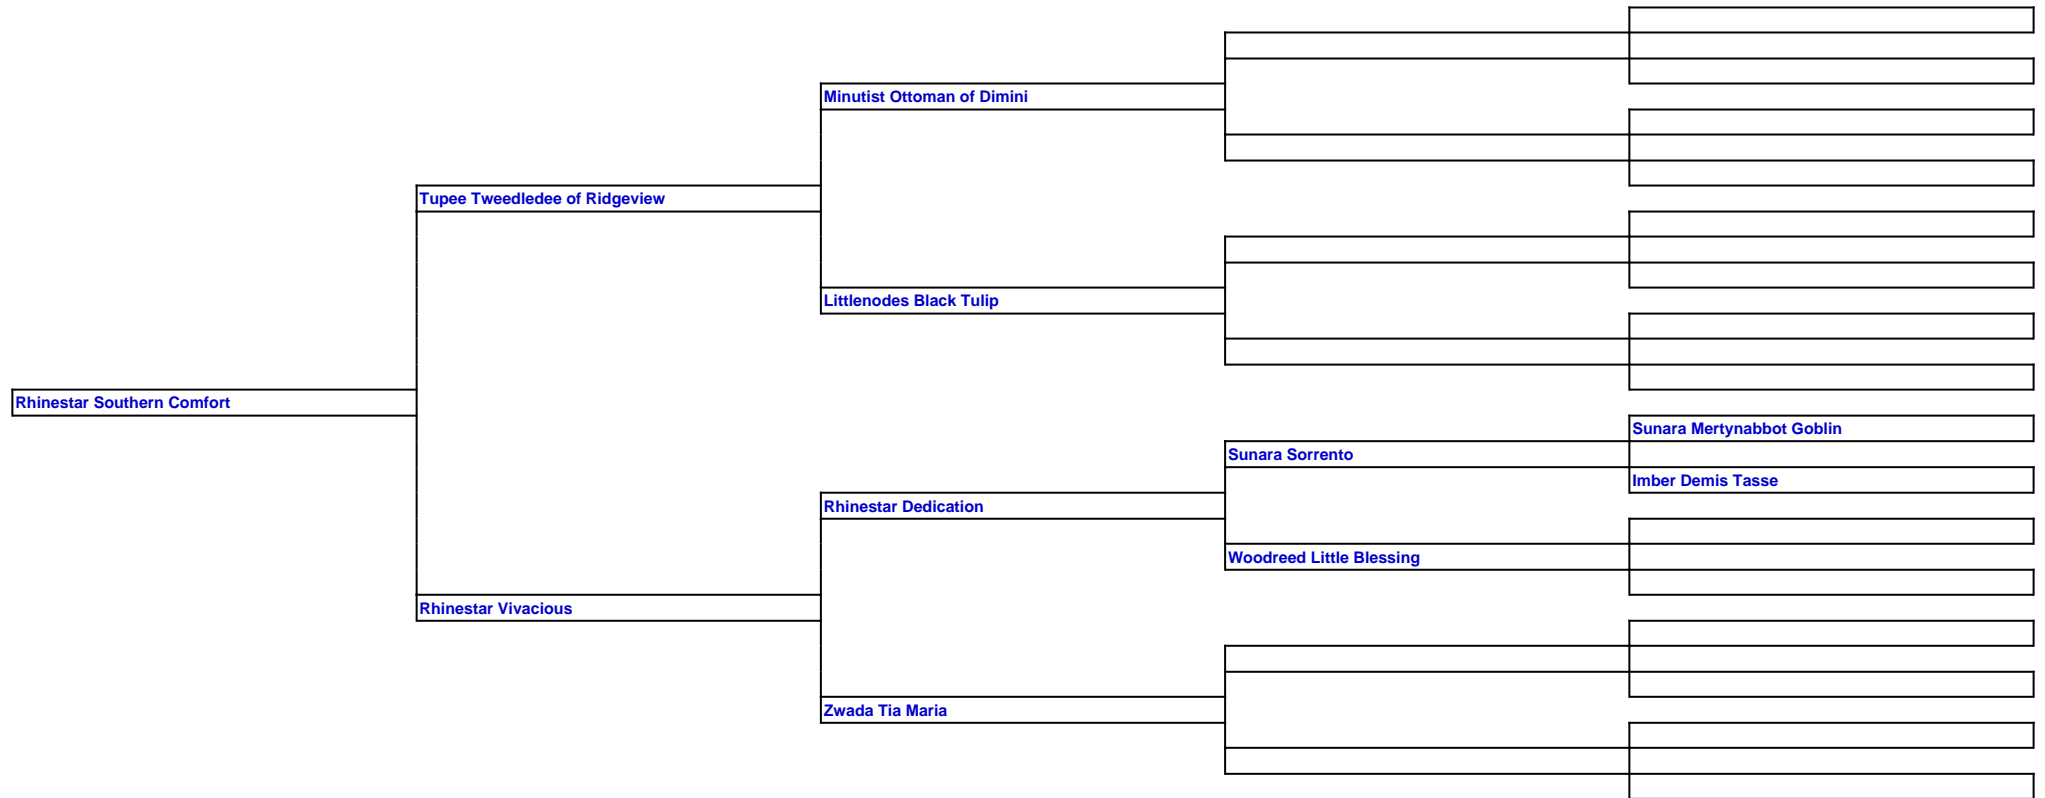 Minutist Ottoman of Dimini
Tupee Tweedledee of Ridgeview
Littlenodes Black Tulip
Rhinestar Southern Comfort
Sunara Mertynabbot Goblin
Sunara Sorrento
Imber Demis Tasse
Rhinestar Dedication
Woodreed Little Blessing
Rhinestar Vivacious
Zwada Tia Maria